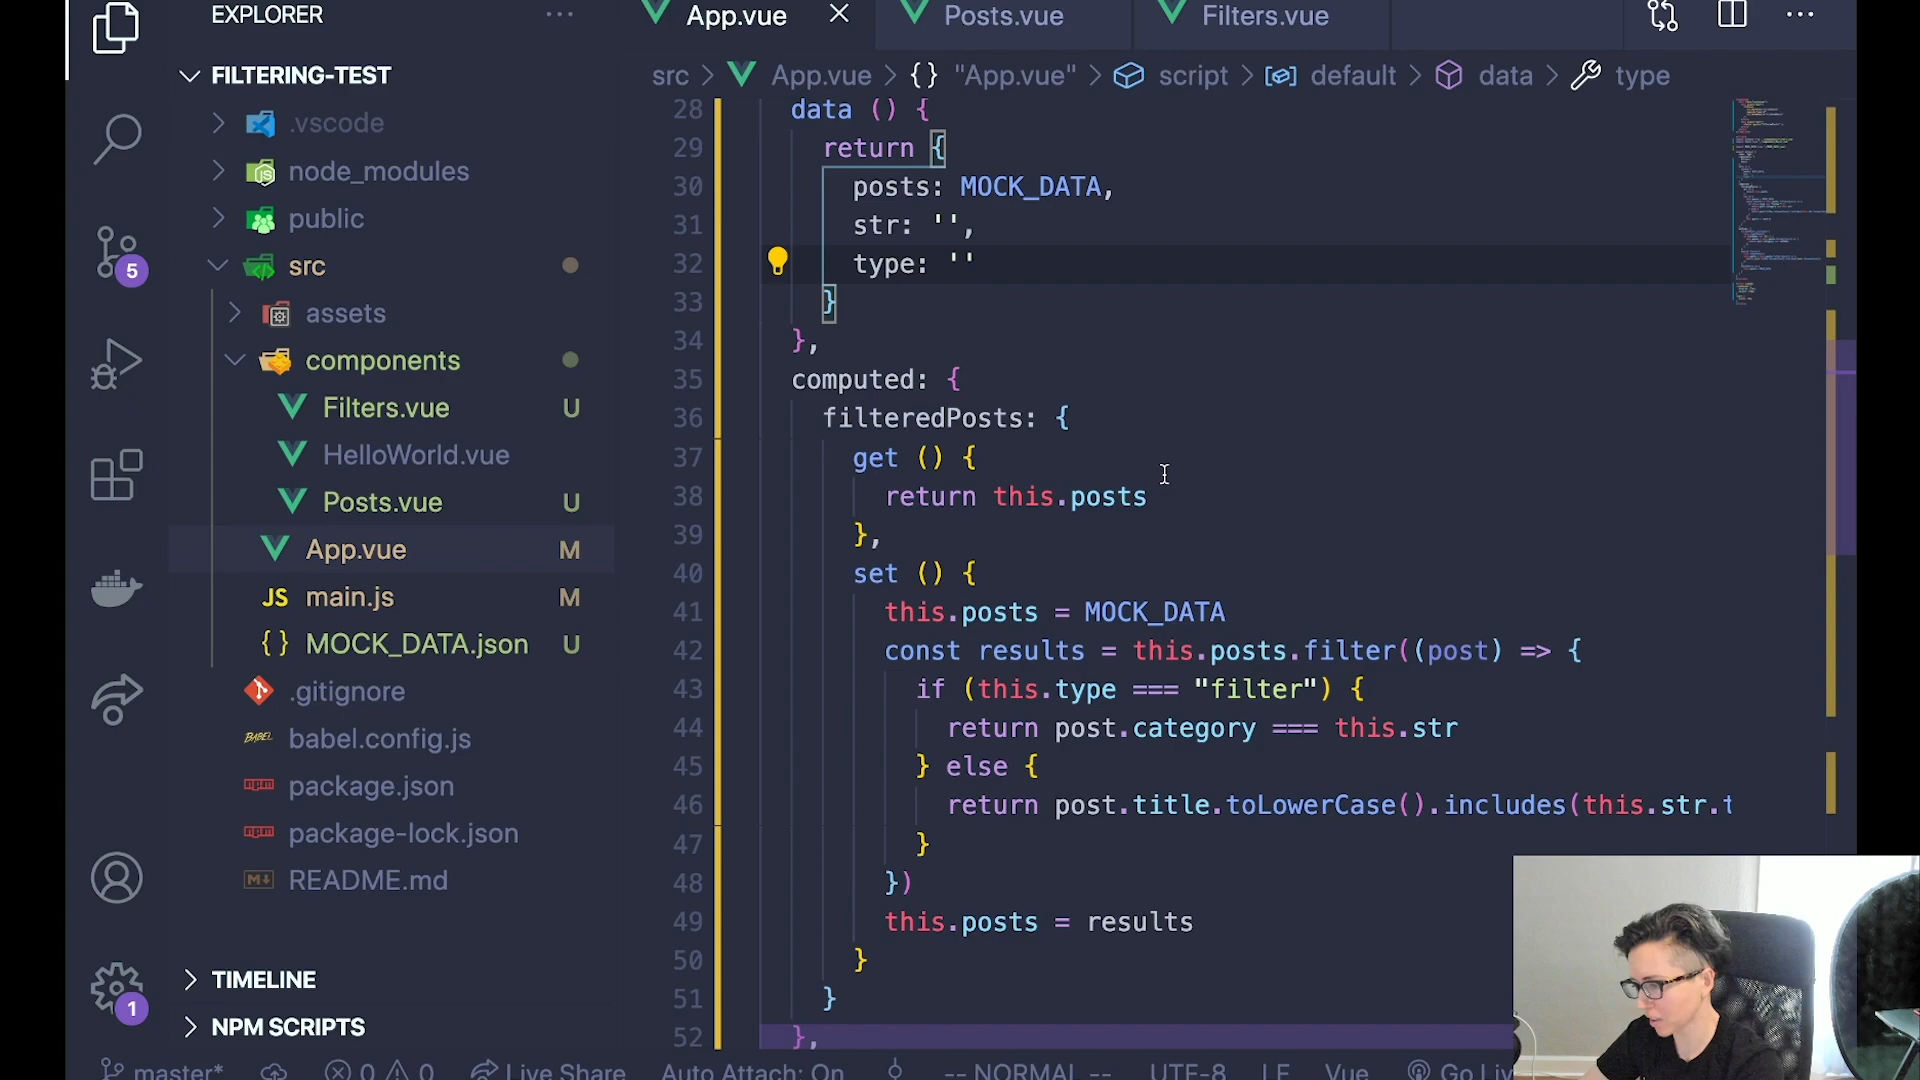 EXPLORER
App.vue
Posts.vue
Filters.vue
FILTERING-TEST
src > App.vue > {} "App.vue" > script > default > data > type
.vscode
node_modules
public
src
assets
components
Filters.vue U
HelloWorld.vue
Posts.vue U
App.vue M
JS main.js M
{} MOCK_DATA.json U
.gitignore
BABEL babel.config.js
package.json
package-lock.json
README.md
TIMELINE
NPM SCRIPTS
5
1
28 data () {
29 return {
30 posts: MOCK_DATA,
31 str: '',
32 type: ''
33 }
34 },
35 computed: {
36 filteredPosts: {
37 get () {
38 return this.posts
39 },
40 set () {
41 this.posts = MOCK_DATA
42 const results = this.posts.filter((post) => {
43 if (this.type === "filter") {
44 return post.category === this.str
45 } else {
46 return post.title.toLowerCase().includes(this.str.t
47 }
48 })
49 this.posts = results
50 }
51 }
52 },
master* 0 0 Live Share Auto Attach: On -- NORMAL -- UTF-8 LF Vue Go Liv